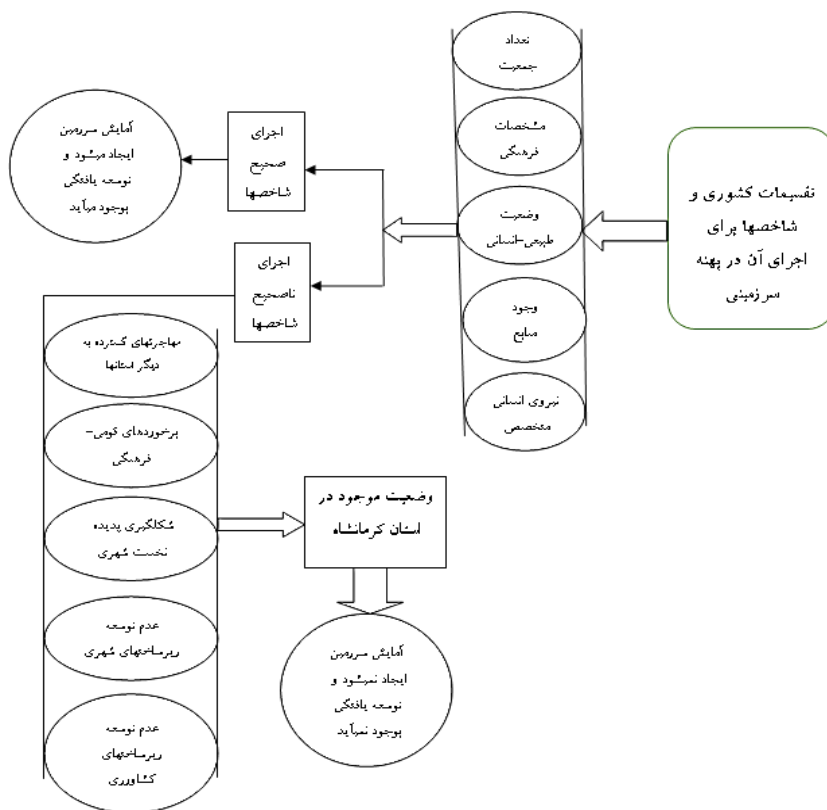 تقسیمات کشوری و
شاخصها برای
اجرای آن در پهنه
سرزمینی
تعداد
جمعیت
مشخصات
فرهنگی
وضعیت
طبیعی-انسانی
وجود
منابع
نیروی انسانی
متخصص
اجرای
صحیح
شاخصها
آمایش سرزمین
ایجاد میشود و
توسعه یافتگی
بوجود میآید
اجرای
ناصحیح
شاخصها
مهاجرتهای گسترده به
دیگر استانها
برخوردهای قومی-
فرهنگی
شکلگیری پدیده
نخست شهری
عدم توسعه
زیرساختهای شهری
عدم توسعه
زیرساختهای
کشاورزی
وضعیت موجود در
استان کرمانشاه
آمایش سرزمین
ایجاد نمیشود و
توسعه یافتگی
بوجود نمیآید